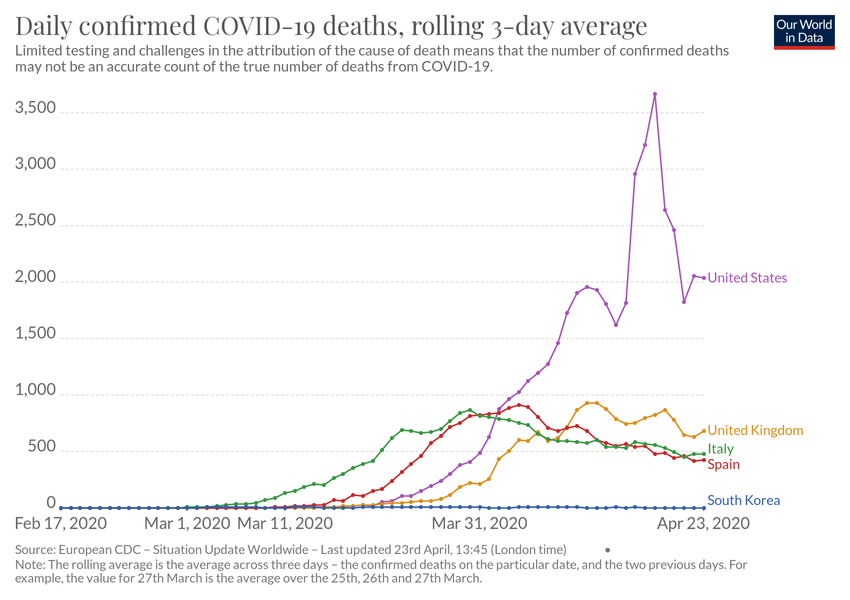 Daily confirmed COVID-19 deaths, rolling 3-day average
Our World
in Data
Limited testing and challenges in the attribution of the cause of death means that the number of confirmed deaths
may not be an accurate count of the true number of deaths from COVID-19.
3,500
3,000
2,500
2,000
United States
1,500
1,000
United Kingdom
500
Italy
Spain
South Korea
0
Feb 17, 2020 Mar 1, 2020 Mar 11, 2020 Mar 31, 2020 Apr 23, 2020
Source: European CDC – Situation Update Worldwide – Last updated 23rd April, 13:45 (London time) •
Note: The rolling average is the average across three days – the confirmed deaths on the particular date, and the two previous days. For
example, the value for 27th March is the average over the 25th, 26th and 27th March.